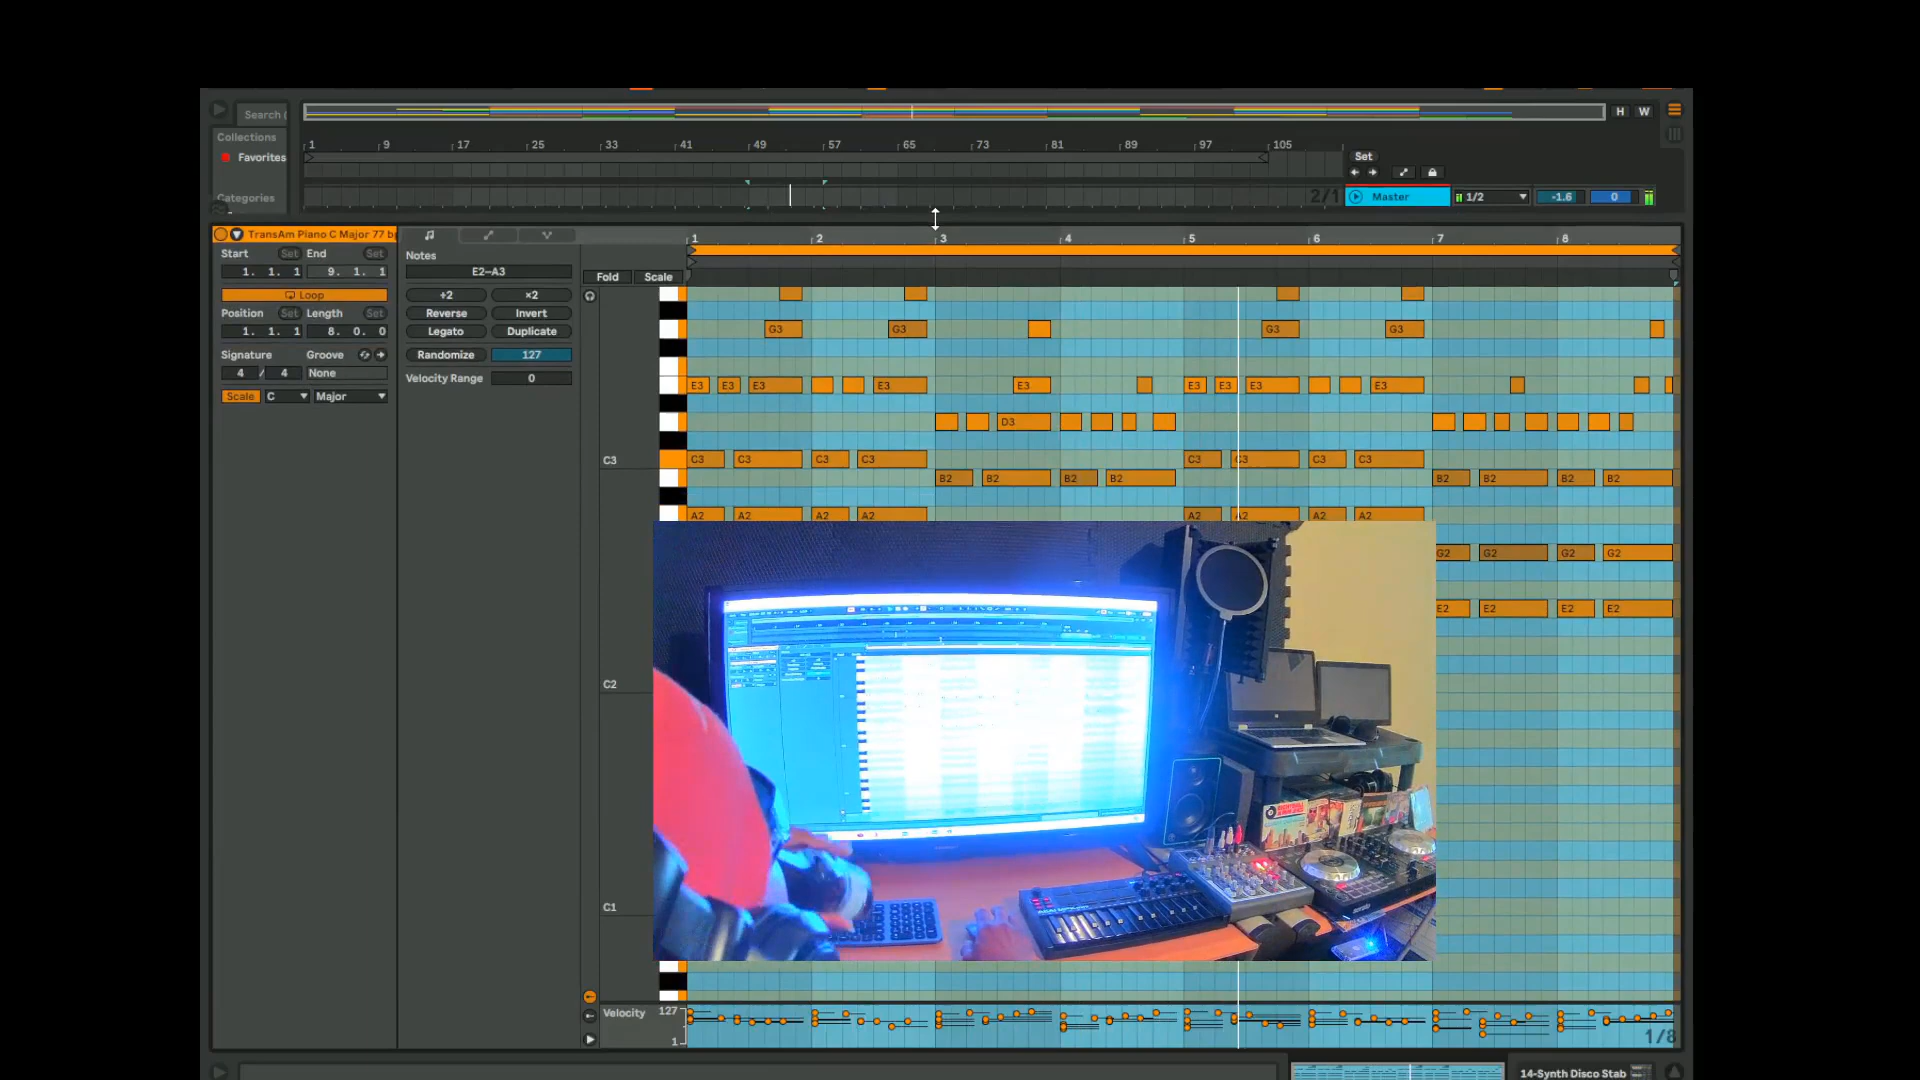 Search (
H W
Collections
Favorites
Categories
1 9 17 25 33 41 49 57 65 73 81 89 97 105
Set
2/1 Master 1/2 -1.6 0
TransAm Piano C Major 77 b
Start Set End Set
1. 1. 1 9. 1. 1
Loop
Position Set Length Set
1. 1. 1 8. 0. 0
Signature Groove
4 / 4 None
Scale C Major
Notes
E2–A3
÷2 ×2
Reverse Invert
Legato Duplicate
Randomize 127
Velocity Range 0
1 2 3 4 5 6 7 8
Fold Scale
G3 G3 G3 G3
E3 E3 E3 E3 E3 E3 E3 E3 E3
D3
C3 C3 C3 C3 C3 C3 C3 C3 C3
B2 B2 B2 B2 B2 B2 B2 B2
A2 A2 A2 A2 A2 A2 A2 A2
G2 G2 G2 G2
E2 E2 E2 E2
C2
C1
Velocity 127
1
1/8
14-Synth Disco Stab